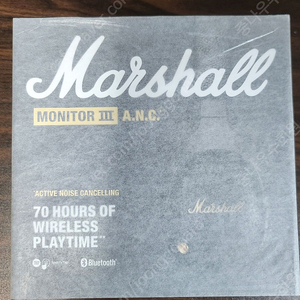 Marshall
MONITOR III A.N.C.
ACTIVE NOISE CANCELLING
70 HOURS OF
WIRELESS
PLAYTIME**
Marshall
Bluetooth®